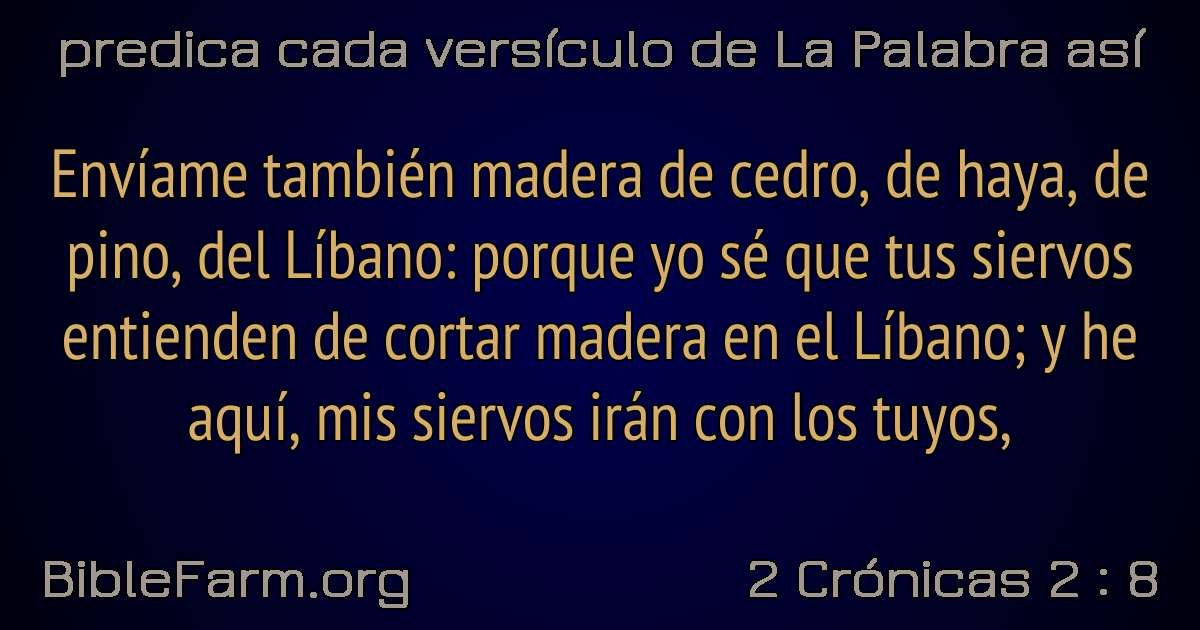 predica cada versículo de La Palabra así
Envíame también madera de cedro, de haya, de
pino, del Líbano: porque yo sé que tus siervos
entienden de cortar madera en el Líbano; y he
aquí, mis siervos irán con los tuyos,
BibleFarm.org
2 Crónicas 2 : 8